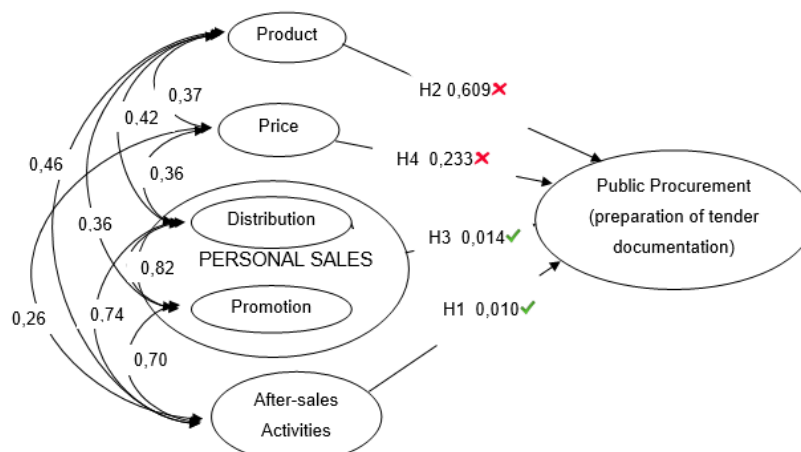 Product
0,37
H2 0,609
0,42
Price
0,46
H4 0,233
0,36
Public Procurement
(preparation of tender
documentation)
Distribution
0,36
H3 0,014
PERSONAL SALES
0,82
Promotion
H1 0,010
0,74
0,26
0,70
After-sales
Activities